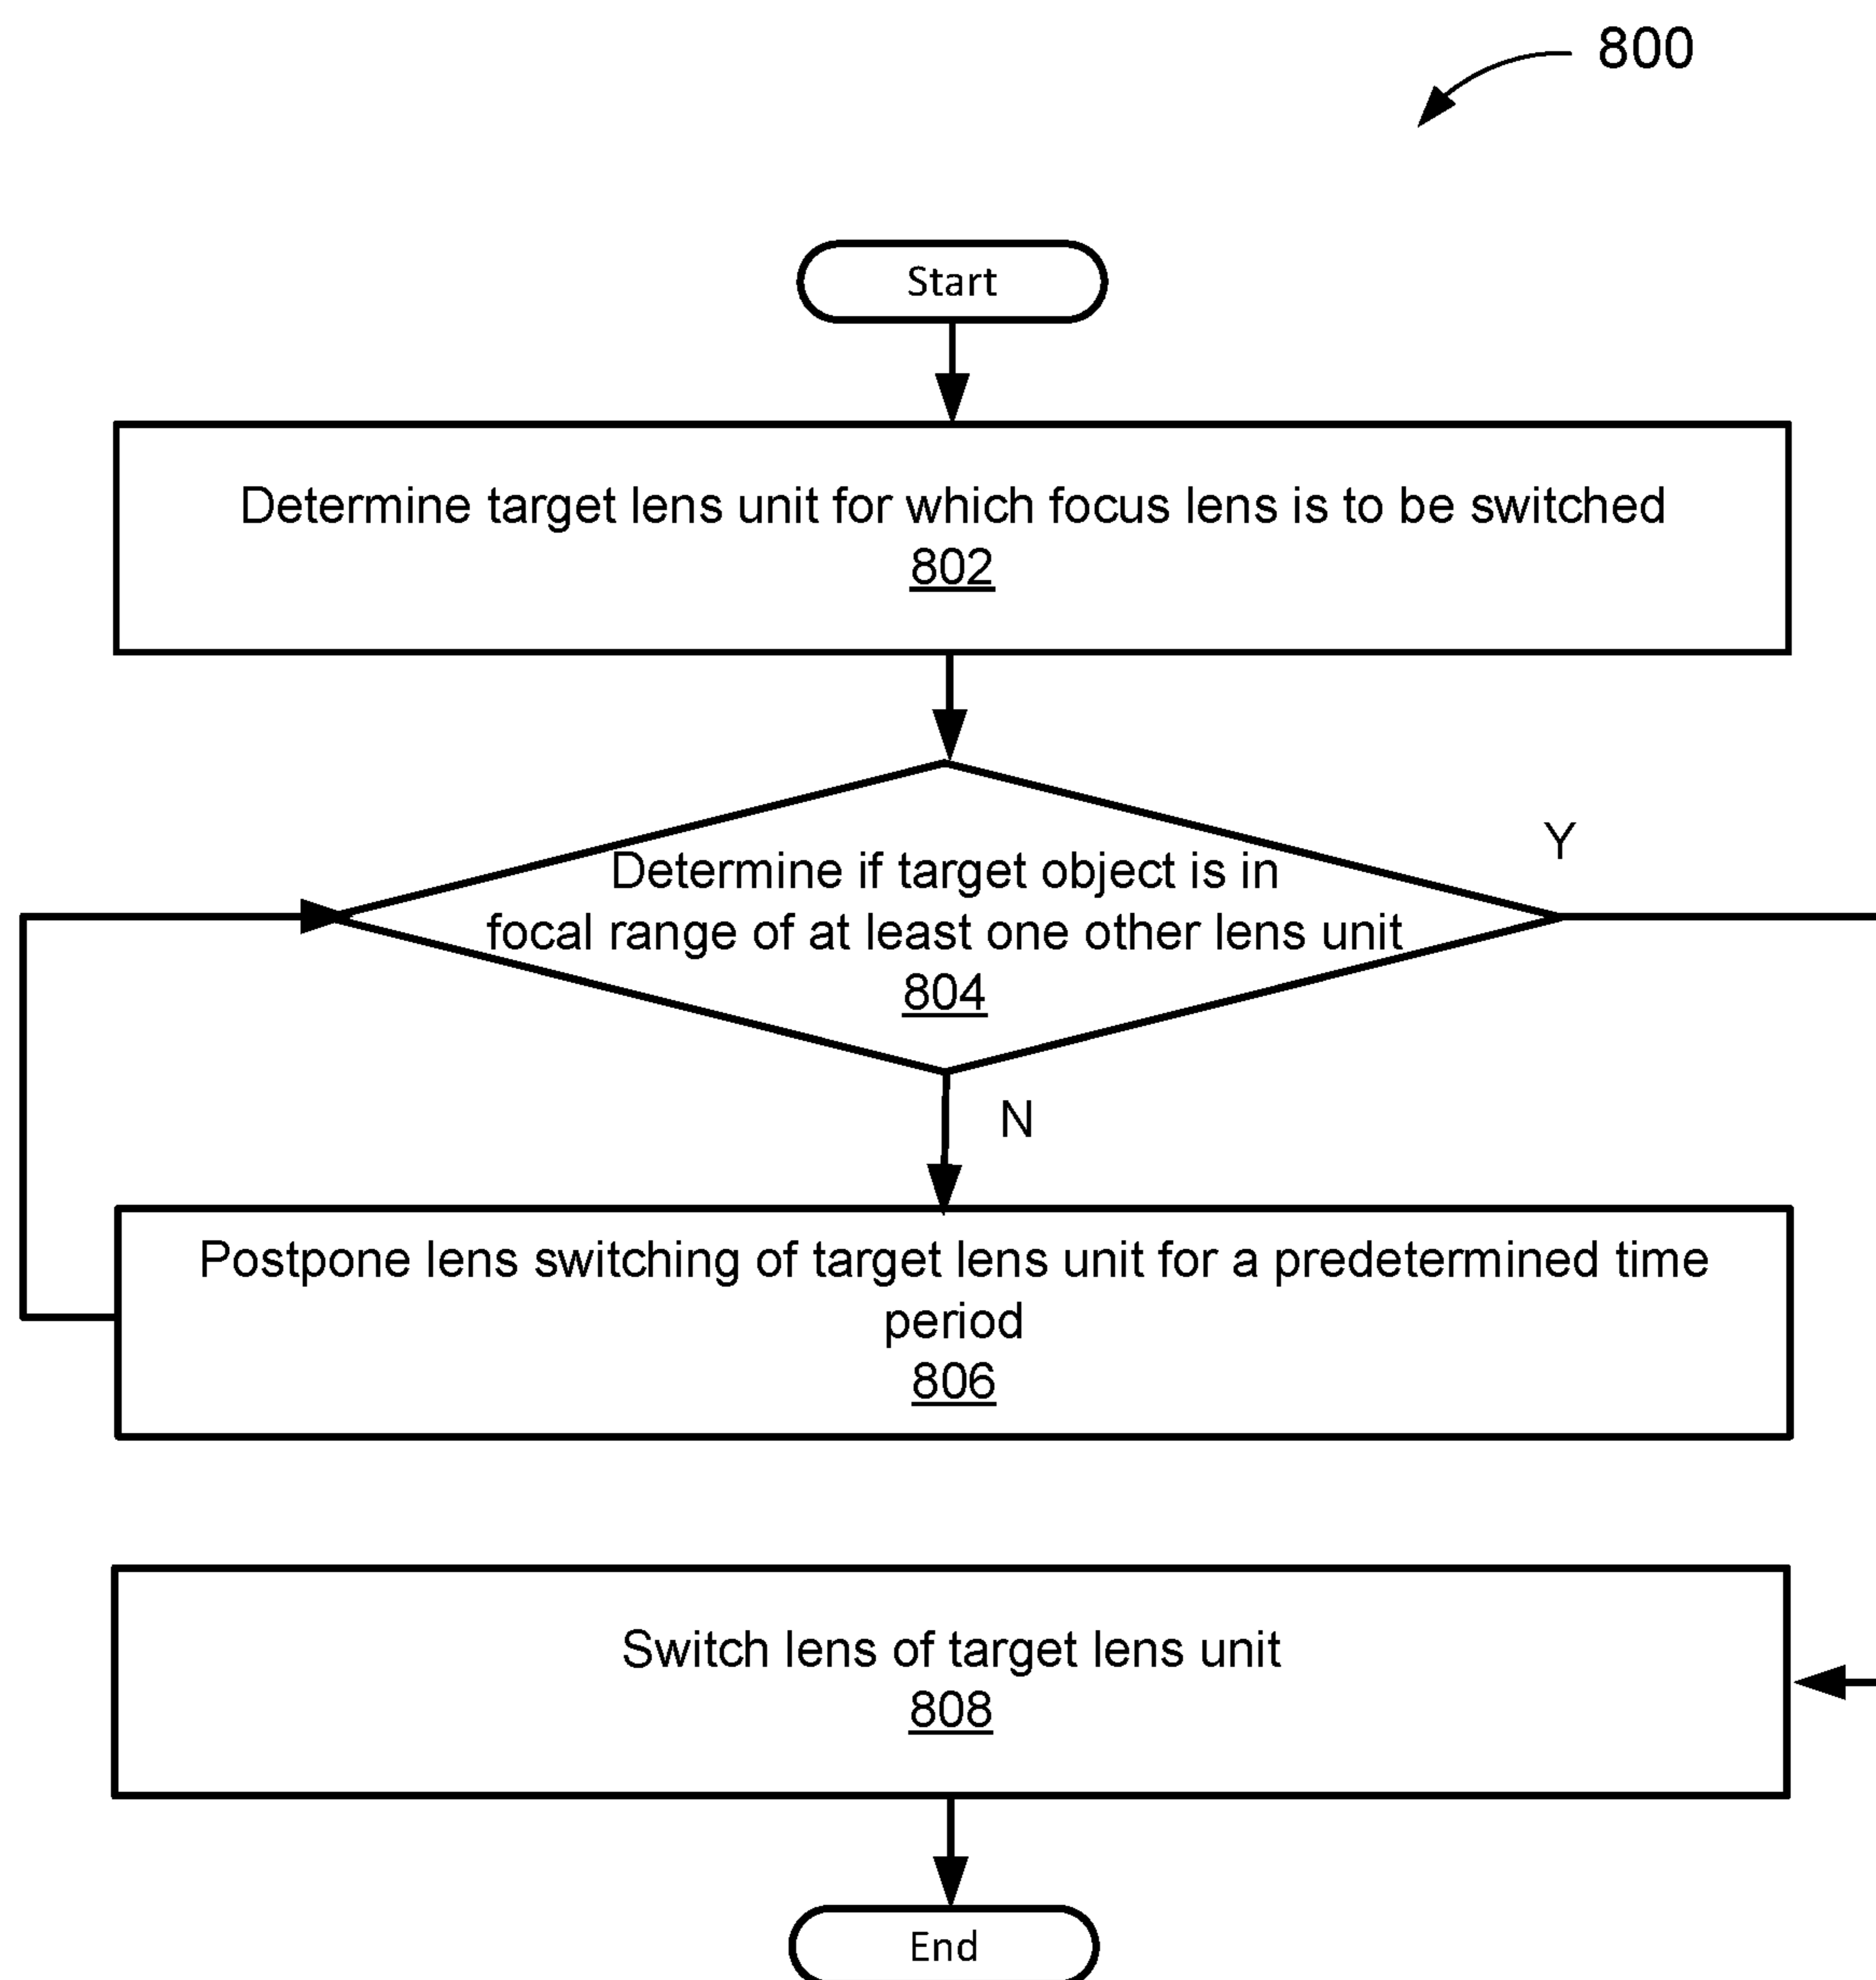 800
Start
Determine target lens unit for which focus lens is to be switched
802
Determine if target object is in
focal range of at least one other lens unit
804
Y
N
Postpone lens switching of target lens unit for a predetermined time
period
806
Switch lens of target lens unit
808
End